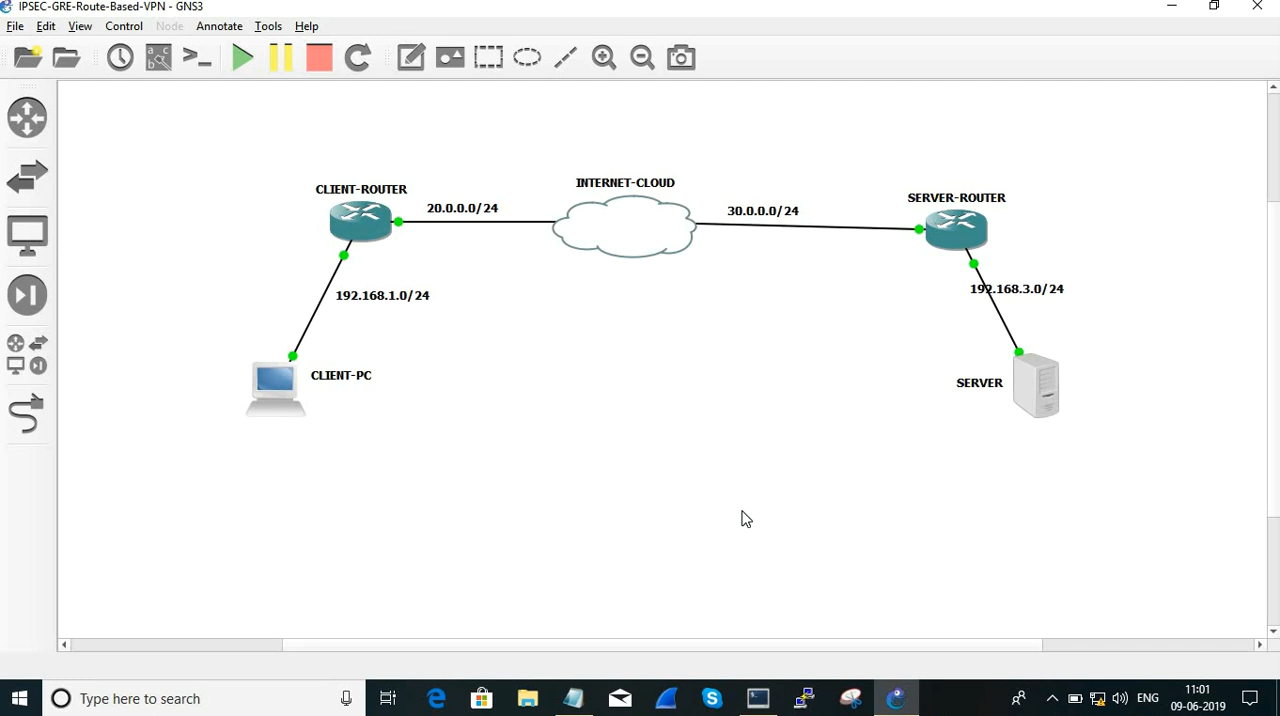 IPSEC-GRE-Route-Based-VPN - GNS3
File Edit View Control Node Annotate Tools Help
INTERNET-CLOUD
CLIENT-ROUTER
SERVER-ROUTER
20.0.0.0/24
30.0.0.0/24
192.168.1.0/24
192.168.3.0/24
CLIENT-PC
SERVER
Type here to search
ENG
11:01
09-06-2019